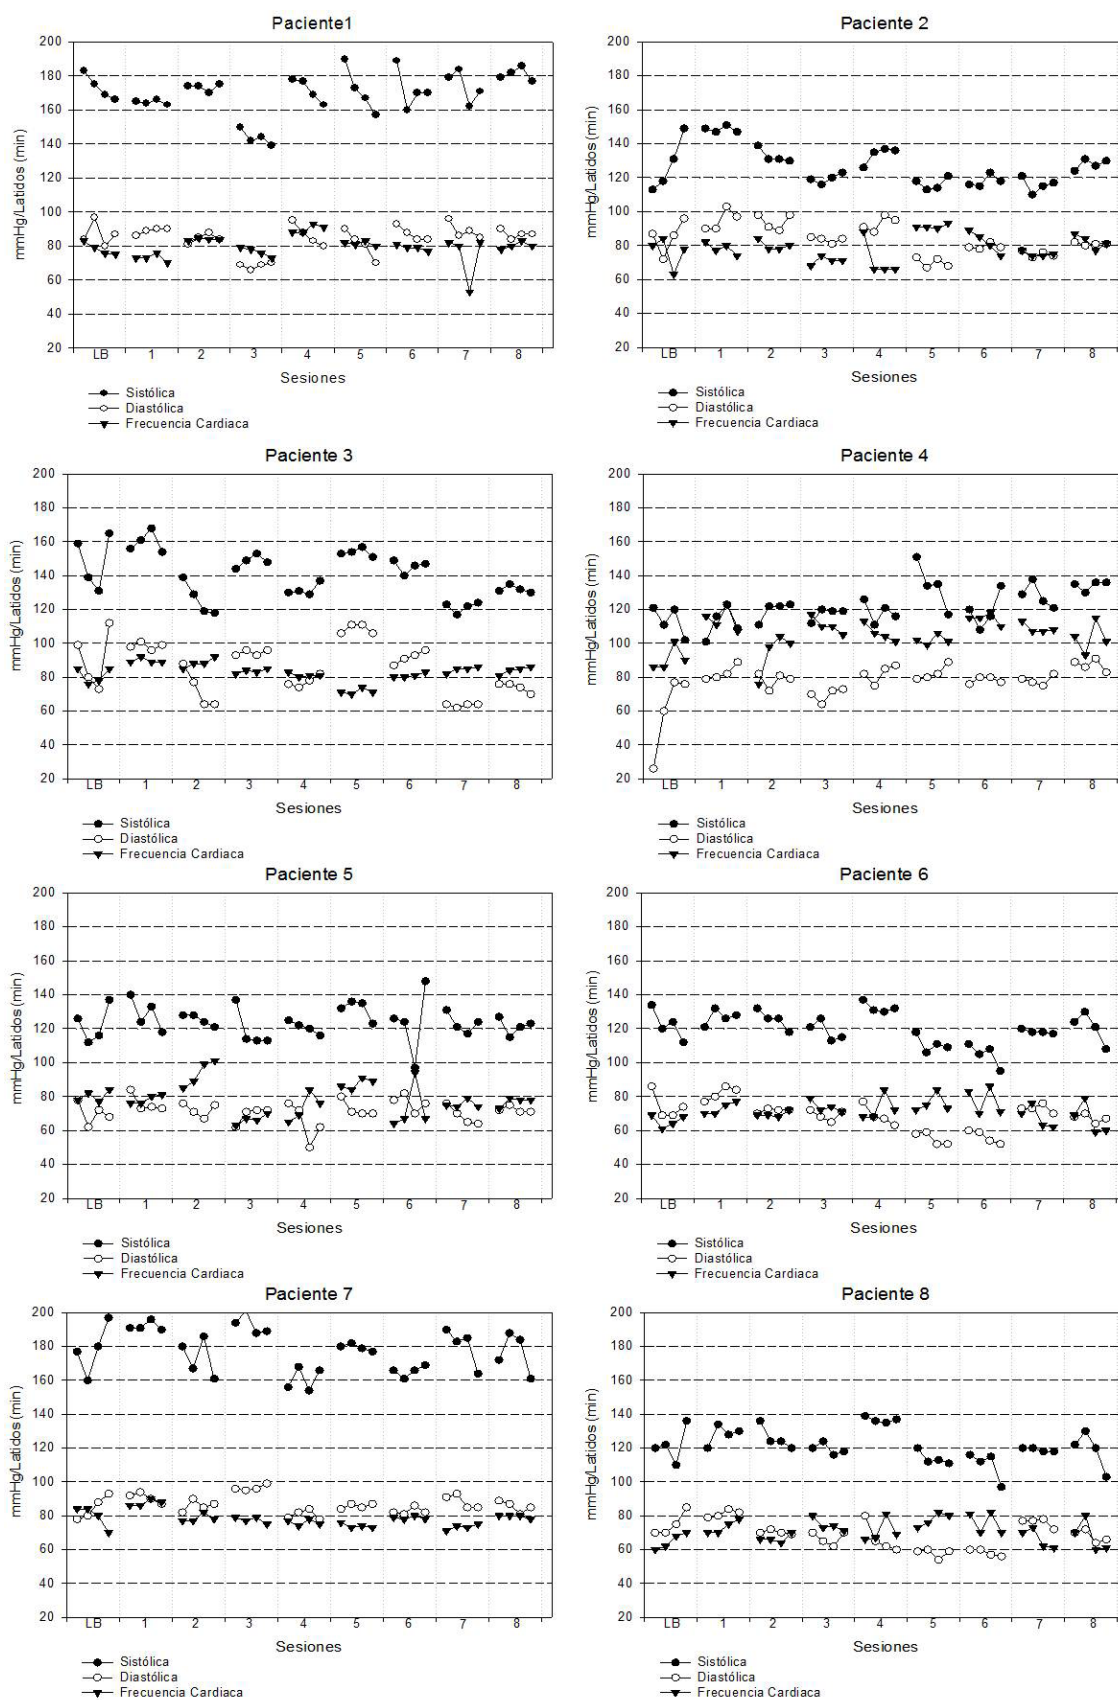 Paciente1
200
180
160
140
120
100
80
60
40
20
mmHg/Latidos (min)
LB 1 2 3 4 5 6 7 8
Sesiones
Sistólica
Diastólica
Frecuencia Cardiaca
Paciente 2
200
180
160
140
120
100
80
60
40
20
mmHg/Latidos (min)
LB 1 2 3 4 5 6 7 8
Sesiones
Sistólica
Diastólica
Frecuencia Cardiaca
Paciente 3
200
180
160
140
120
100
80
60
40
20
mmHg/Latidos (min)
LB 1 2 3 4 5 6 7 8
Sesiones
Sistólica
Diastólica
Frecuencia Cardiaca
Paciente 4
200
180
160
140
120
100
80
60
40
20
mmHg/Latidos (min)
LB 1 2 3 4 5 6 7 8
Sesiones
Sistólica
Diastólica
Frecuencia Cardiaca
Paciente 5
200
180
160
140
120
100
80
60
40
20
mmHg/Latidos (min)
LB 1 2 3 4 5 6 7 8
Sesiones
Sistólica
Diastólica
Frecuencia Cardiaca
Paciente 6
200
180
160
140
120
100
80
60
40
20
mmHg/Latidos (min)
LB 1 2 3 4 5 6 7 8
Sesiones
Sistólica
Diastólica
Frecuencia Cardiaca
Paciente 7
200
180
160
140
120
100
80
60
40
20
mmHg/Latidos (min)
LB 1 2 3 4 5 6 7 8
Sesiones
Sistólica
Diastólica
Frecuencia Cardiaca
Paciente 8
200
180
160
140
120
100
80
60
40
20
mmHg/Latidos (min)
LB 1 2 3 4 5 6 7 8
Sesiones
Sistólica
Diastólica
Frecuencia Cardiaca